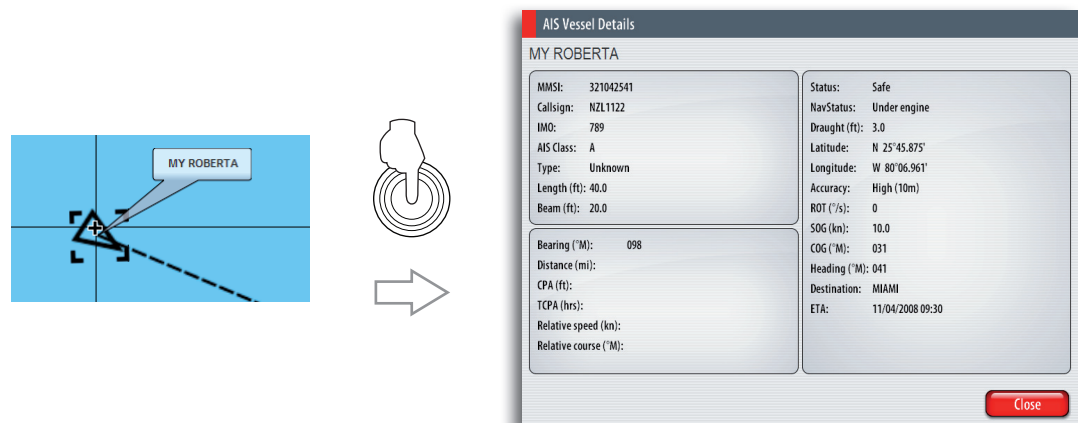 MY ROBERTA
AIS Vessel Details
MY ROBERTA
MMSI: 321042541
Callsign: NZL1122
IMO: 789
AIS Class: A
Type: Unknown
Length (ft): 40.0
Beam (ft): 20.0
Bearing (°M): 098
Distance (mi):
CPA (ft):
TCPA (hrs):
Relative speed (kn):
Relative course (°M):
Status: Safe
NavStatus: Under engine
Draught (ft): 3.0
Latitude: N 25°45.875'
Longitude: W 80°06.961'
Accuracy: High (10m)
ROT (°/s): 0
SOG (kn): 10.0
COG (°M): 031
Heading (°M): 041
Destination: MIAMI
ETA: 11/04/2008 09:30
Close